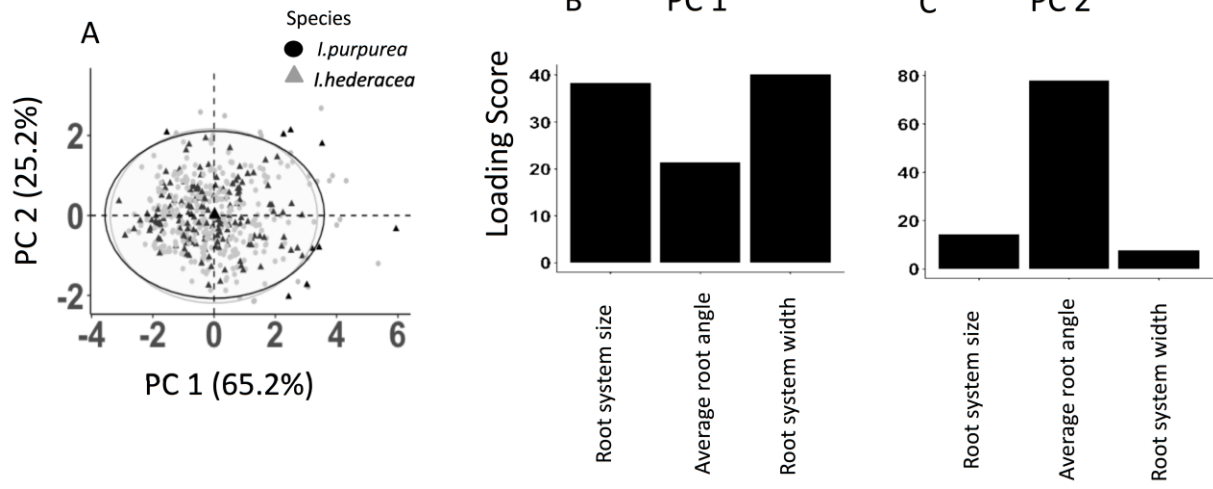 A
Species
I.purpurea
I.hederacea
PC 2 (25.2%)
2
0
-2
-4 -2 0 2 4 6
PC 1 (65.2%)
B PC 1
Loading Score
40
30
20
10
0
Root system size
Average root angle
Root system width
C PC 2
80
60
40
20
0
Root system size
Average root angle
Root system width